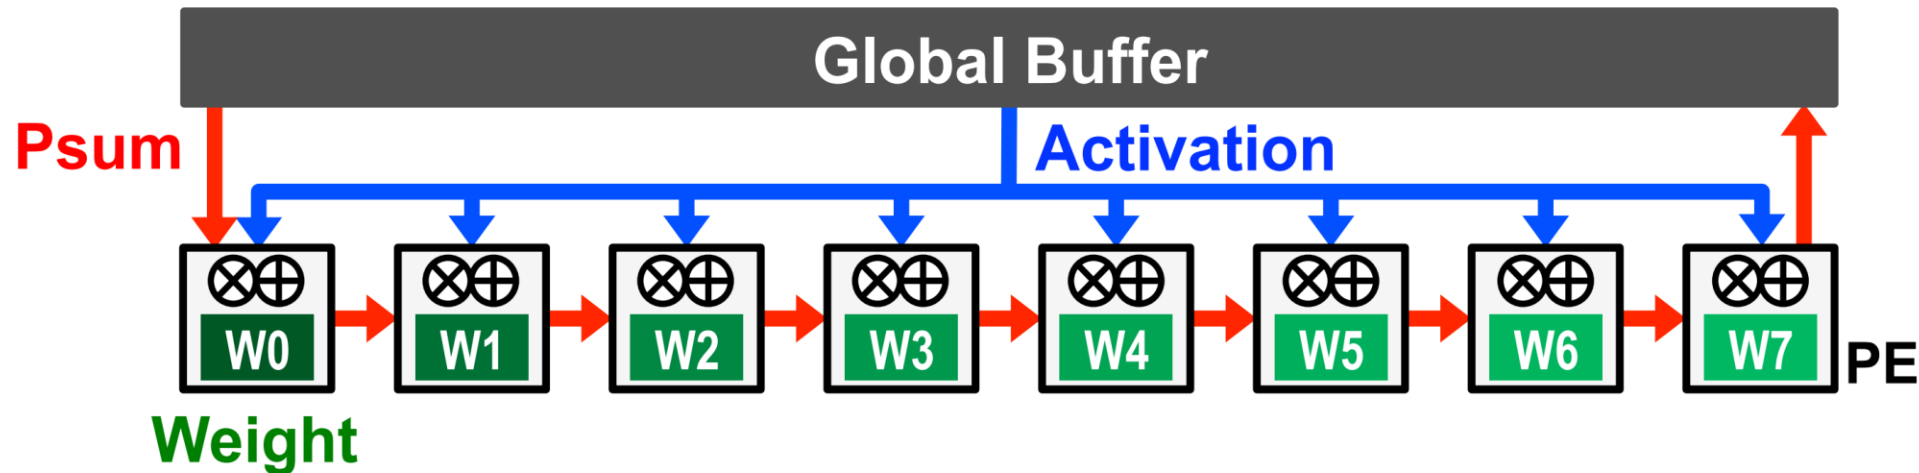 Global Buffer
Psum
Activation
W0 W1 W2 W3 W4 W5 W6 W7
PE
Weight